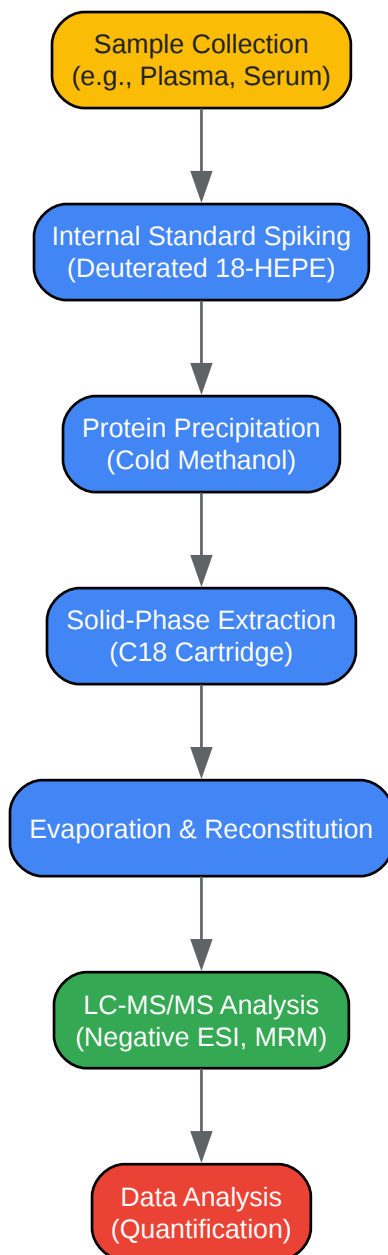 Sample Collection
(e.g., Plasma, Serum)
Internal Standard Spiking
(Deuterated 18-HEPE)
Protein Precipitation
(Cold Methanol)
Solid-Phase Extraction
(C18 Cartridge)
Evaporation & Reconstitution
LC-MS/MS Analysis
(Negative ESI, MRM)
Data Analysis
(Quantification)